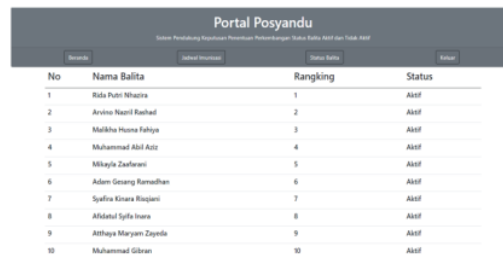 Portal Posyandu
Sistem Pendukung Keputusan Penentuan Perkembangan Status Balita Aktif dan Tidak Aktif
Beranda Jadwal Imunisasi Status Balita Keluar
No Nama Balita Rangking Status
1 Rida Putri Nhazira 1 Aktif
2 Arvino Nazril Rashad 2 Aktif
3 Malikha Husna Fahiya 3 Aktif
4 Muhammad Abil Aziz 4 Aktif
5 Mikayla Zaafarani 5 Aktif
6 Adam Gesang Ramadhan 6 Aktif
7 Syafira Kinara Risqiani 7 Aktif
8 Afidatul Syifa Inara 8 Aktif
9 Atthaya Maryam Zayeda 9 Aktif
10 Muhammad Gibran 10 Aktif